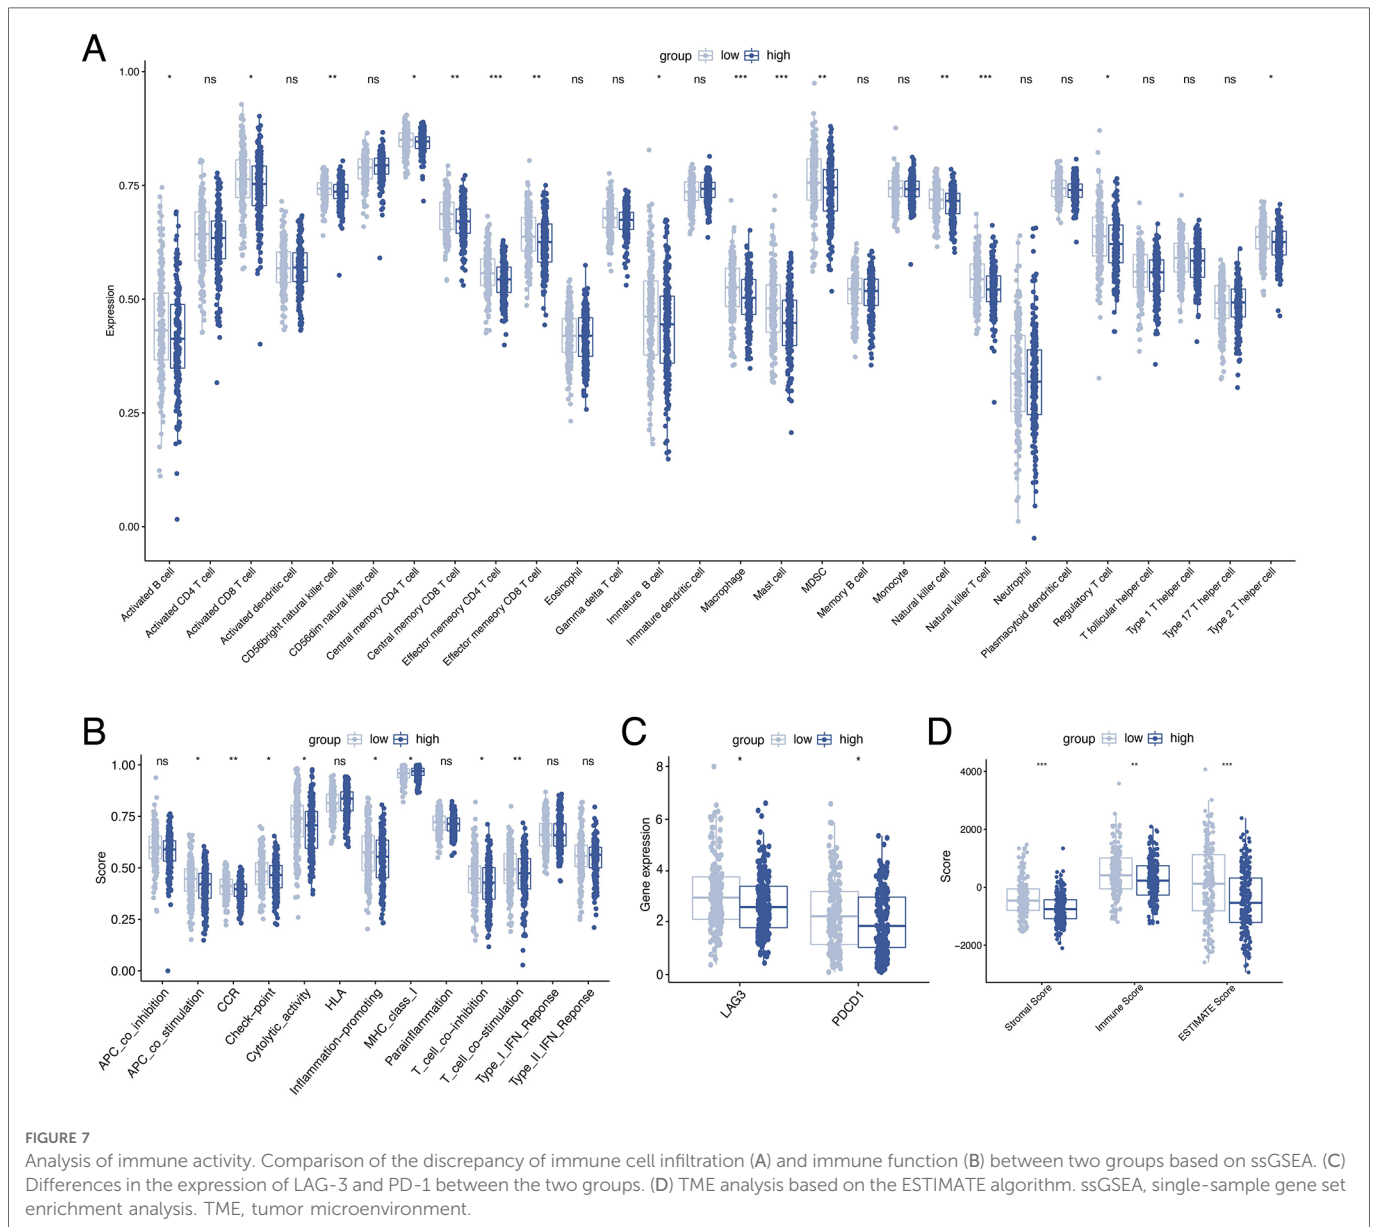 A
group low high
1.00
0.75
0.50
0.25
0.00
Expression
* ns * ns ** ns * ** *** ** ns ns * ns *** *** ** ns ns ** *** ns ns * ns ns ns *
Activated B cell
Activated CD4 T cell
Activated CD8 T cell
Activated dendritic cell
CD56bright natural killer cell
CD56dim natural killer cell
Central memory CD4 T cell
Central memory CD8 T cell
Effector memeory CD4 T cell
Effector memeory CD8 T cell
Eosinophil
Gamma delta T cell
Immature B cell
Immature dendritic cell
Macrophage
Mast cell
MDSC
Memory B cell
Monocyte
Natural killer cell
Natural killer T cell
Neutrophil
Plasmacytoid dendritic cell
Regulatory T cell
T follicular helper cell
Type 1 T helper cell
Type 17 T helper cell
Type 2 T helper cell
B
group low high
1.00
0.75
0.50
0.25
0.00
Score
ns * ** * * ns * * ns * ** ns ns
APC_co_inhibition
APC_co_stimulation
CCR
Check-point
Cytolytic_activity
HLA
Inflammation-promoting
MHC_class_I
Parainflammation
T_cell_co-inhibition
T_cell_co-stimulation
Type_I_IFN_Reponse
Type_II_IFN_Reponse
C
group low high
8
6
4
2
0
Gene expression
* *
LAG3
PDCD1
D
group low high
4000
2000
0
−2000
Score
*** ** ***
Stromal Score
Immune Score
ESTIMATE Score
FIGURE 7
Analysis of immune activity. Comparison of the discrepancy of immune cell infiltration (A) and immune function (B) between two groups based on ssGSEA. (C)
Differences in the expression of LAG-3 and PD-1 between the two groups. (D) TME analysis based on the ESTIMATE algorithm. ssGSEA, single-sample gene set
enrichment analysis. TME, tumor microenvironment.